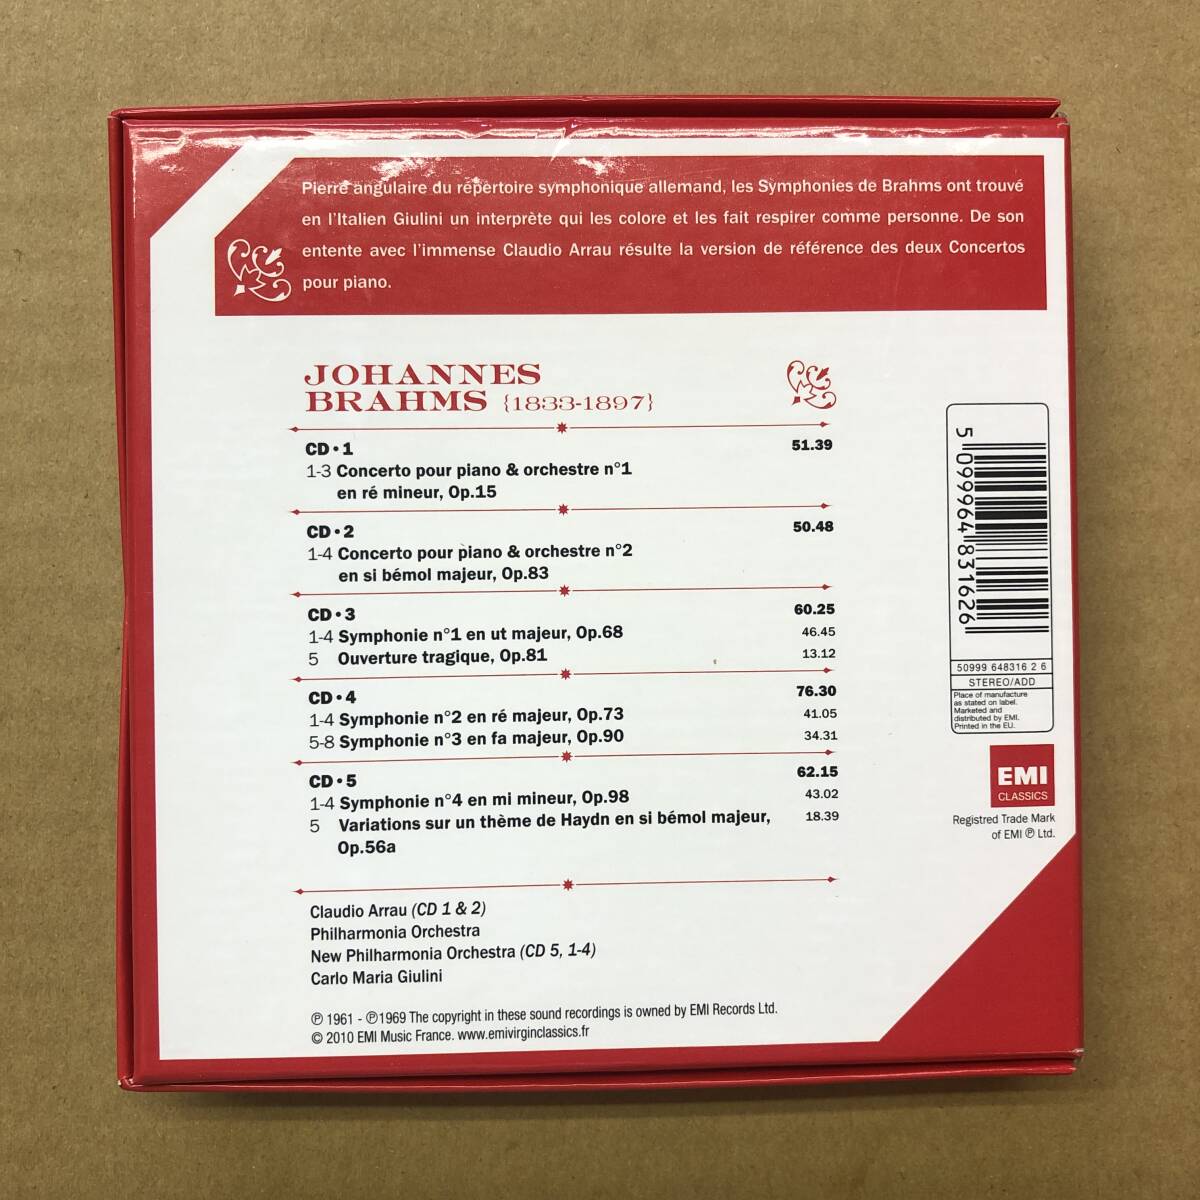 Pierre angulaire du répertoire symphonique allemand, les Symphonies de Brahms ont trouvé
en l'Italien Giulini un interprète qui les colore et les fait respirer comme personne. De son
entente avec l'immense Claudio Arrau résulte la version de référence des deux Concertos
pour piano.
JOHANNES
BRAHMS {1833-1897}
CD • 1 51.39
1-3 Concerto pour piano & orchestre n°1
en ré mineur, Op.15
CD • 2 50.48
1-4 Concerto pour piano & orchestre n°2
en si bémol majeur, Op.83
CD • 3 60.25
1-4 Symphonie n°1 en ut majeur, Op.68 46.45
5 Ouverture tragique, Op.81 13.12
CD • 4 76.30
1-4 Symphonie n°2 en ré majeur, Op.73 41.05
5-8 Symphonie n°3 en fa majeur, Op.90 34.31
CD • 5 62.15
1-4 Symphonie n°4 en mi mineur, Op.98 43.02
5 Variations sur un thème de Haydn en si bémol majeur, 18.39
Op.56a
Claudio Arrau (CD 1 & 2)
Philharmonia Orchestra
New Philharmonia Orchestra (CD 5, 1-4)
Carlo Maria Giulini
℗ 1961 - ℗1969 The copyright in these sound recordings is owned by EMI Records Ltd.
© 2010 EMI Music France. www.emivirginclassics.fr
5 099964 831626
50999 648316 2 6
STEREO/ADD
Place of manufacture
as stated on label.
Marketed and
distributed by EMI.
Printed in the EU.
EMI
CLASSICS
Registred Trade Mark
of EMI ℗ Ltd.